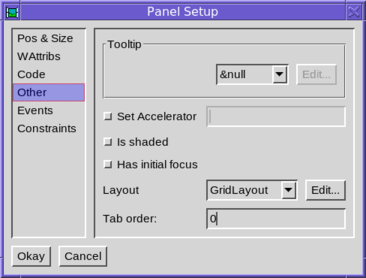 Panel Setup
Pos & Size
WAttribs
Code
Other
Events
Constraints
Tooltip
&null
Edit...
Set Accelerator
Is shaded
Has initial focus
Layout
GridLayout
Edit...
Tab order:
0
Okay
Cancel